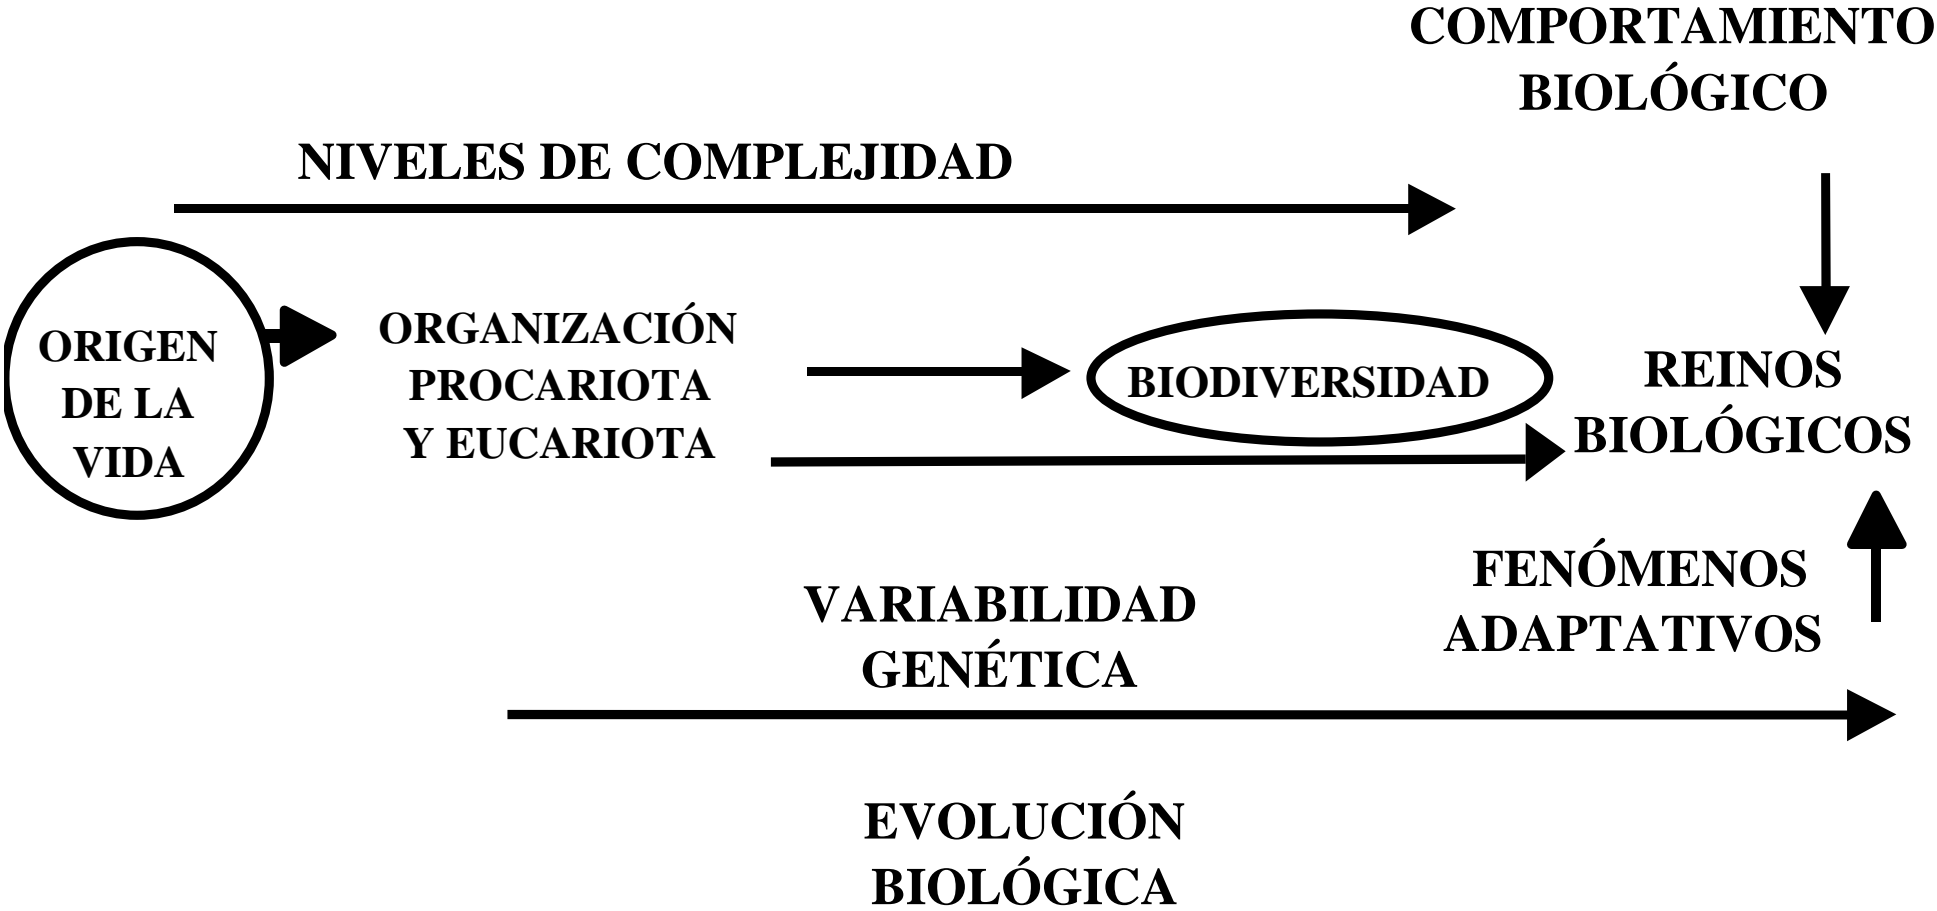 COMPORTAMIENTO
BIOLÓGICO
NIVELES DE COMPLEJIDAD
ORIGEN
DE LA
VIDA
ORGANIZACIÓN
PROCARIOTA
Y EUCARIOTA
BIODIVERSIDAD
REINOS
BIOLÓGICOS
FENÓMENOS
ADAPTATIVOS
VARIABILIDAD
GENÉTICA
EVOLUCIÓN
BIOLÓGICA